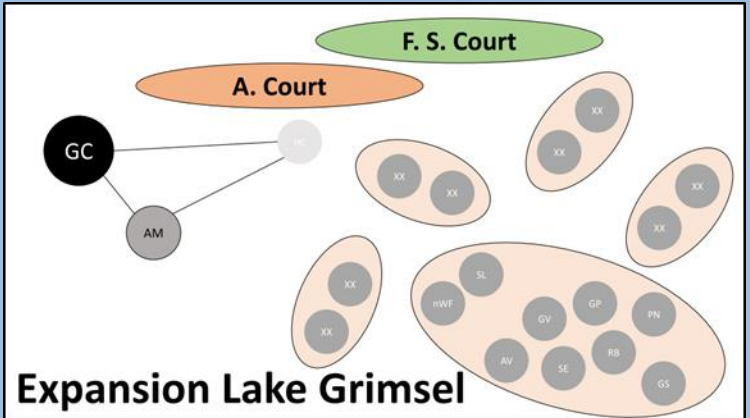 F. S. Court
A. Court
GC
HC
AM
XX
XX
XX
XX
XX
XX
XX
XX
SL
nWF
GV
GP
PN
AV
SE
RB
GS
Expansion Lake Grimsel